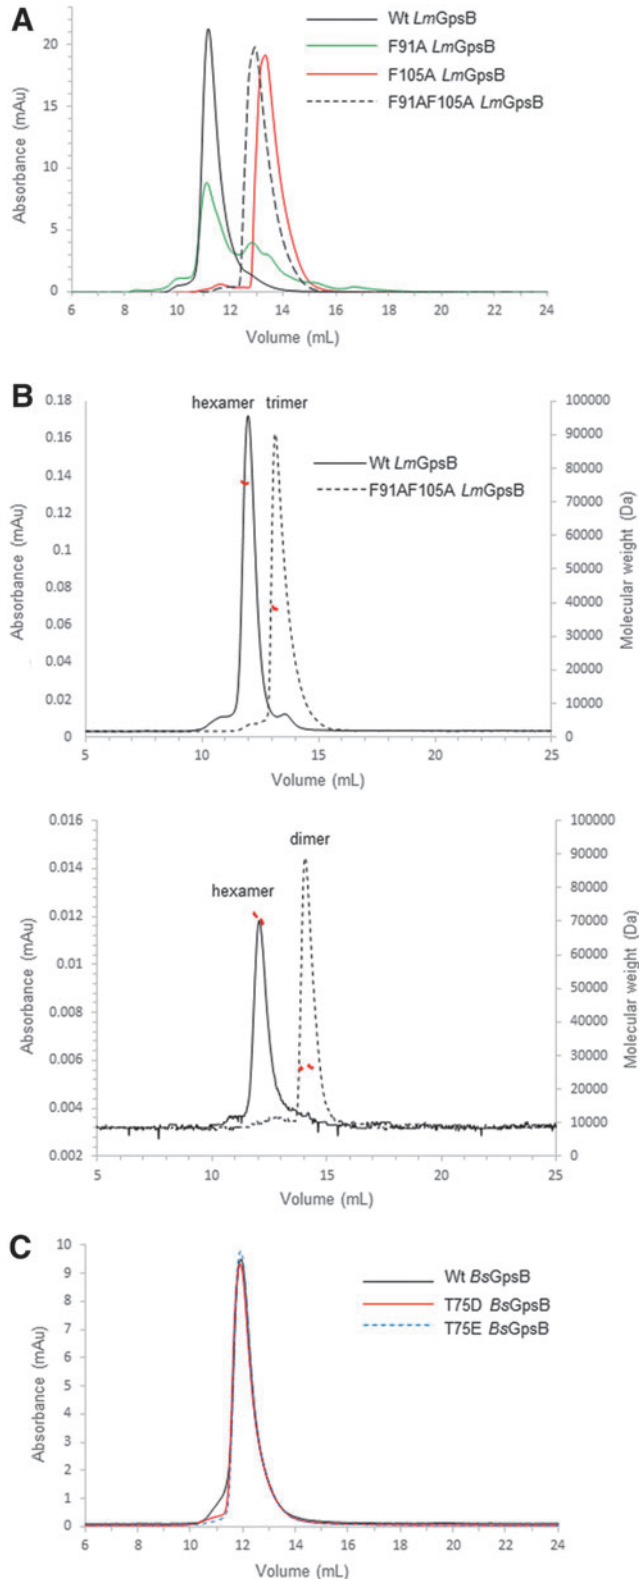 A
Wt LmGpsB
F91A LmGpsB
F105A LmGpsB
F91AF105A LmGpsB
Absorbance (mAu)
20
15
10
5
0
6 8 10 12 14 16 18 20 22 24
Volume (mL)
B
hexamer trimer
Wt LmGpsB
F91AF105A LmGpsB
Absorbance (mAu)
0.18
0.16
0.14
0.12
0.1
0.08
0.06
0.04
0.02
0
100000
90000
80000
70000
60000
50000
40000
30000
20000
10000
0
Molecular weight (Da)
5 10 15 20 25
Volume (mL)
dimer
hexamer
Absorbance (mAu)
0.016
0.014
0.012
0.01
0.008
0.006
0.004
0.002
100000
90000
80000
70000
60000
50000
40000
30000
20000
10000
0
Molecular weight (Da)
5 10 15 20 25
Volume (mL)
C
Wt BsGpsB
T75D BsGpsB
T75E BsGpsB
Absorbance (mAu)
10
9
8
7
6
5
4
3
2
1
0
6 8 10 12 14 16 18 20 22 24
Volume (mL)